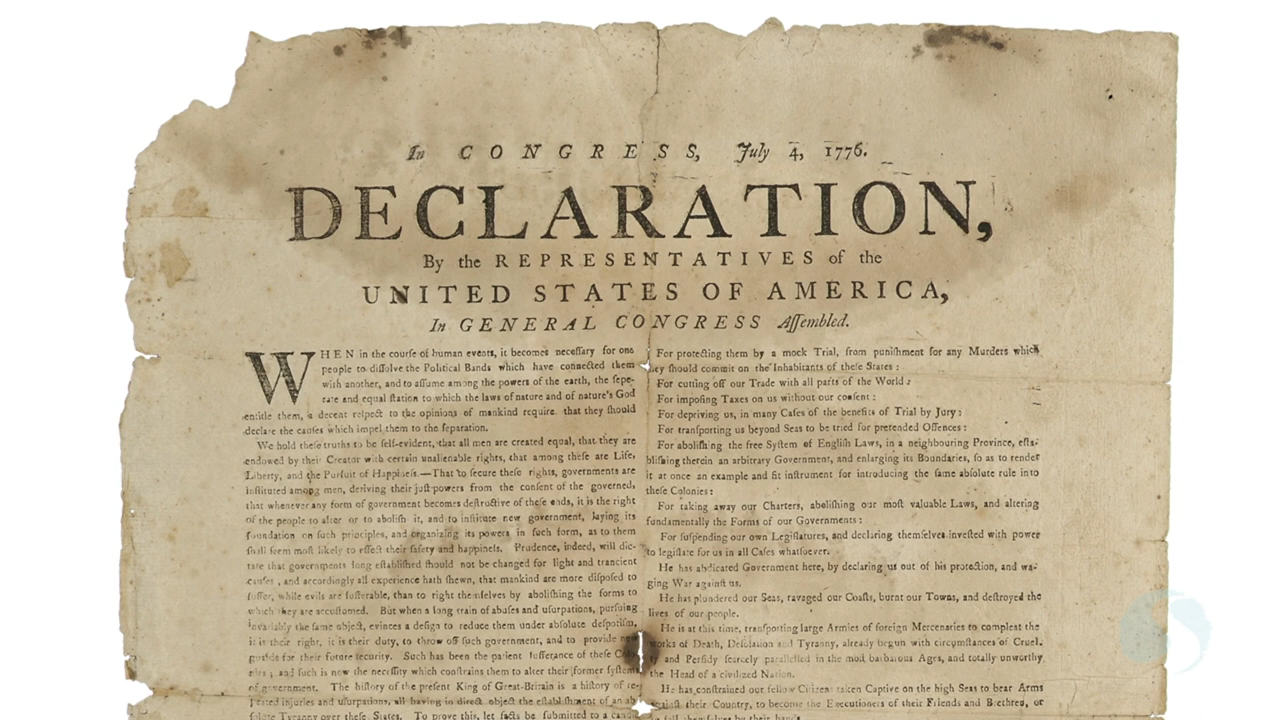 In CONGRESS, July 4, 1776.
DECLARATION,
By the REPRESENTATIVES of the
UNITED STATES OF AMERICA,
In GENERAL CONGRESS Aſſembled.
WHEN in the courſe of human events, it becomes neceſſary for one
people to diſſolve the Political Bands which have connected them
with another, and to aſſume among the powers of the earth, the ſepe-
rate and equal ſtation to which the laws of nature and of nature's God
entitle them, a decent reſpect to the opinions of mankind require that they ſhould
declare the cauſes which impel them to the ſeparation.
We hold theſe truths to be ſelf-evident, that all men are created equal, that they are
endowed by their Creator with certain unalienable rights, that among theſe are Life,
Liberty, and the Purſuit of Happineſs.—That to ſecure theſe rights, governments are
inſtituted among men, deriving their juſt powers from the conſent of the governed,
that whenever any form of government becomes deſtructive of theſe ends, it is the right
of the people to alter or to aboliſh it, and to inſtitute new government, laying its
foundation on ſuch principles, and organizing its powers in ſuch form, as to them
ſhall ſeem moſt likely to effect their ſafety and happineſs. Prudence, indeed, will dic-
tate that governments long eſtabliſhed ſhould not be changed for light and trancient
cauſes; and accordingly all experience hath ſhewn, that mankind are more diſpoſed to
ſuffer, while evils are ſufferable, than to right themſelves by aboliſhing the forms to
which they are accuſtomed. But when a long train of abuſes and uſurpations, purſuing
invariably the ſame object, evinces a deſign to reduce them under abſolute deſpotiſm,
it is their right, it is their duty, to throw off ſuch government, and to provide new
guards for their future ſecurity. Such has been the patient ſufferance of theſe
and ſuch is now the neceſſity which conſtrains them to alter their former ſyſtems
of government. The hiſtory of the preſent King of Great-Britain is a hiſtory of re-
injuries and uſurpations, all having in direct object the eſtabliſhment of an
Tyranny over theſe States. To prove this, let facts be ſubmitted to a
For protecting them by a mock Trial, from puniſhment for any Murders which
they ſhould commit on the Inhabitants of theſe States:
For cutting off our Trade with all parts of the World:
For impoſing Taxes on us without our conſent:
For depriving us, in many Caſes of the benefits of Trial by Jury:
For tranſporting us beyond Seas to be tried for pretended Offences:
For aboliſhing the free Syſtem of Engliſh Laws, in a neighbouring Province, eſta-
bliſhing therein an arbitrary Government, and enlarging its Boundaries, ſo as to render
it at once an example and fit inſtrument for introducing the ſame abſolute rule into
theſe Colonies:
For taking away our Charters, aboliſhing our moſt valuable Laws, and altering
fundamentally the Forms of our Governments:
For ſuſpending our own Legiſlatures, and declaring themſelves inveſted with power
to legiſlate for us in all Caſes whatſoever.
He has abdicated Government here, by declaring us out of his protection, and wa-
ging War againſt us.
He has plundered our Seas, ravaged our Coaſts, burnt our Towns, and deſtroyed the
lives of our people.
He is at this time, tranſporting large Armies of foreign Mercenaries to compleat the
works of Death, Deſolation and Tyranny, already begun with circumſtances of Cruel-
ty and Perfidy ſcarcely paralleled in the moſt barbarous Ages, and totally unworthy
the Head of a civilized Nation.
He has conſtrained our fellow Citizens taken Captive on the high Seas to bear Arms
againſt their Country, to become the Executioners of their Friends and Brethren, or